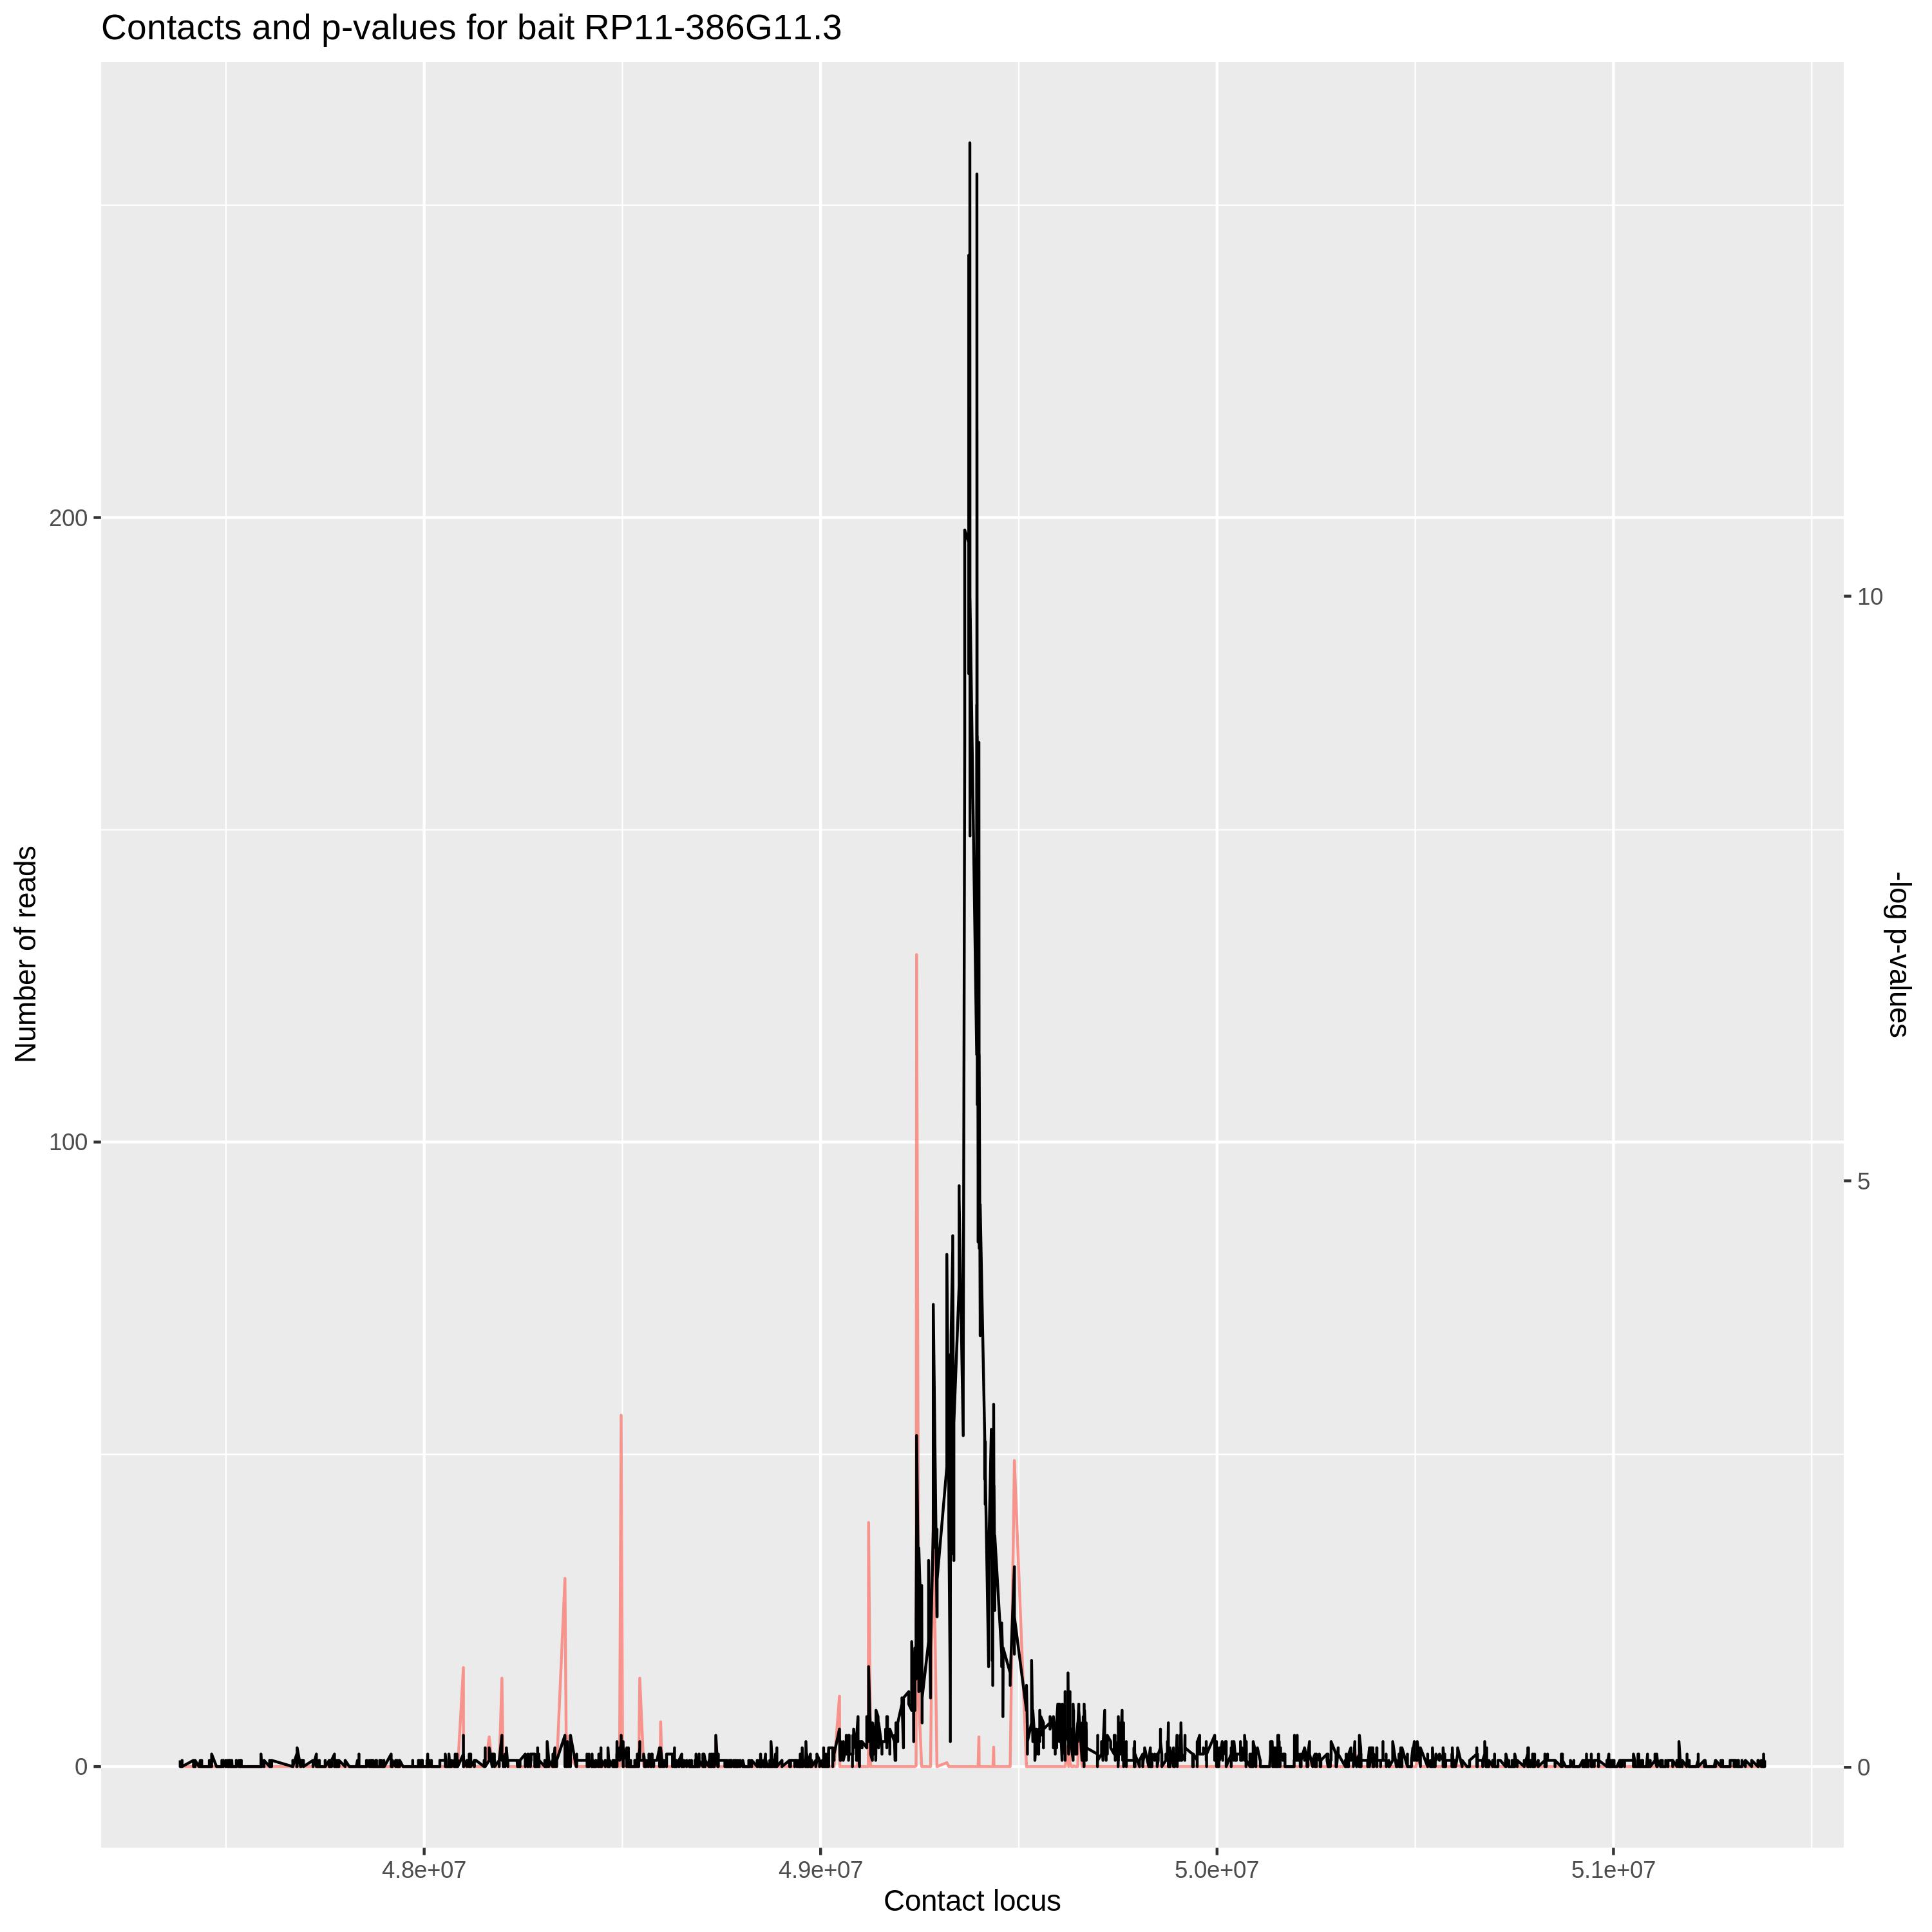 Contacts and p-values for bait RP11-386G11.3
Number of reads
200
100
0
10
5
0
-log p-values
4.8e+07
4.9e+07
5.0e+07
5.1e+07
Contact locus